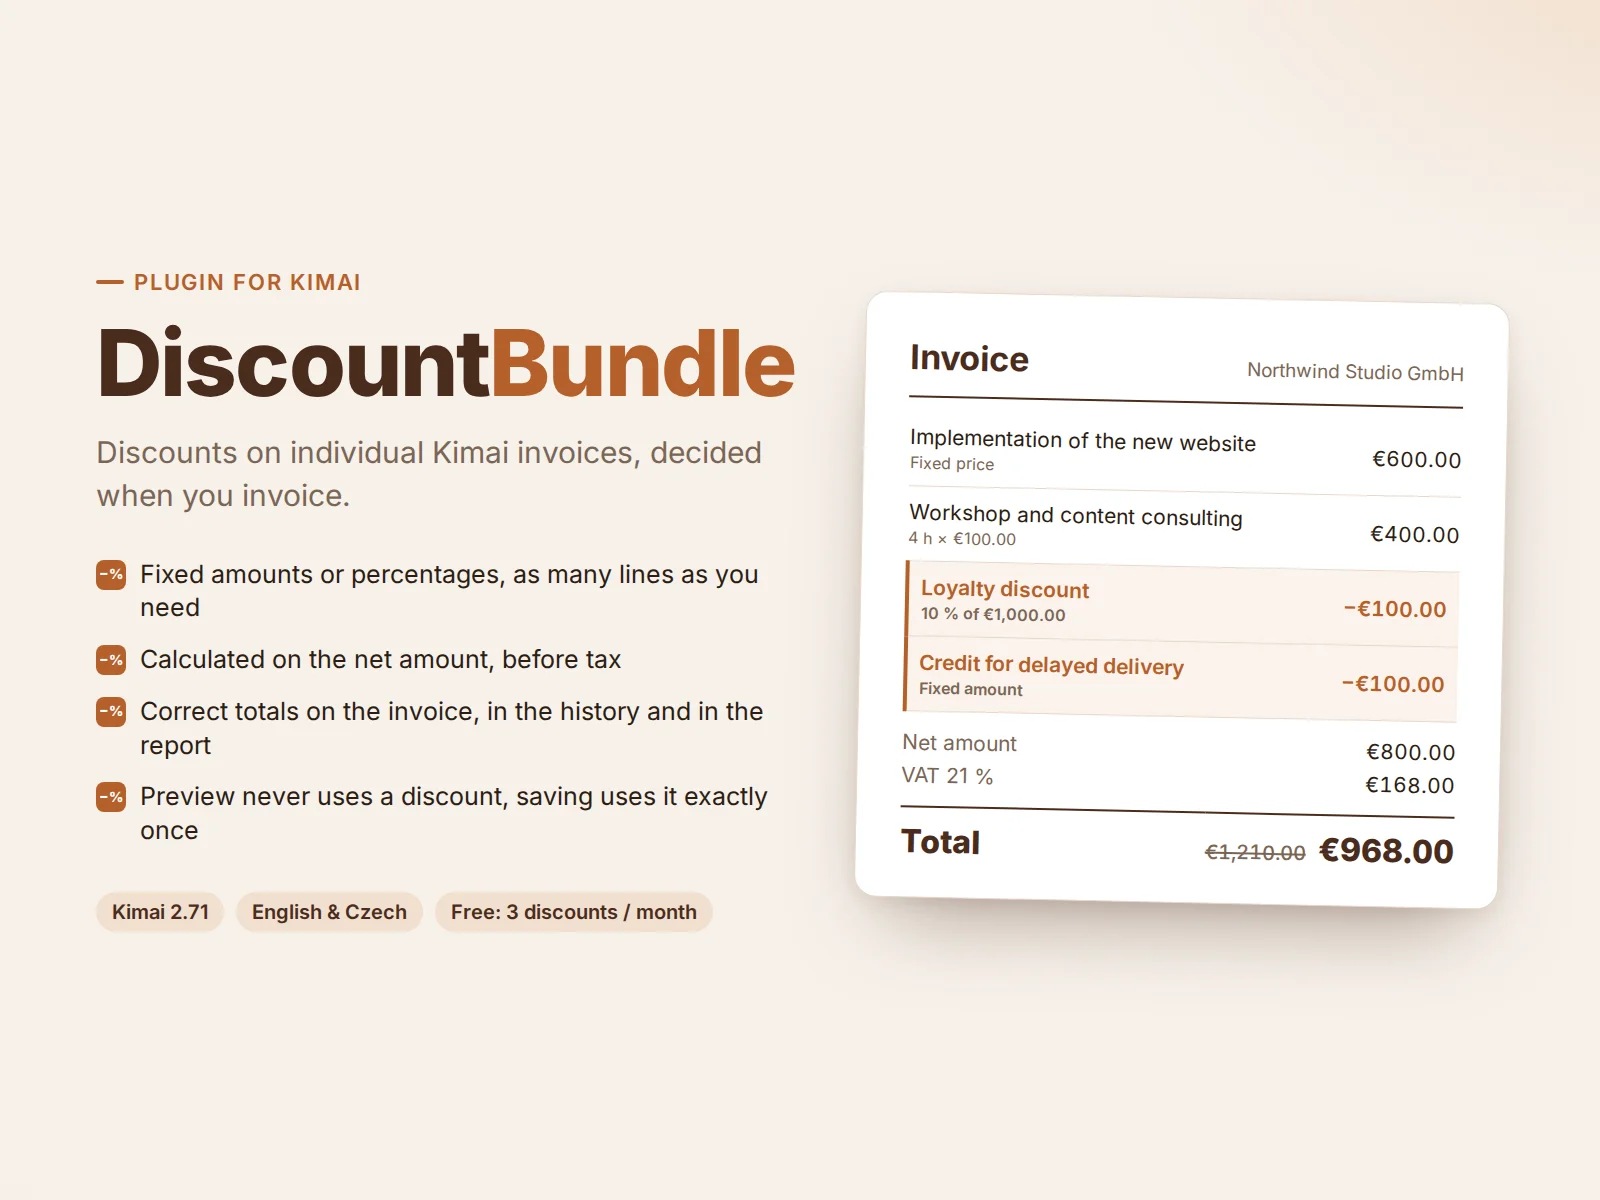 PLUGIN FOR KIMAI
DiscountBundle
Discounts on individual Kimai invoices, decided
when you invoice.
−% Fixed amounts or percentages, as many lines as you
need
−% Calculated on the net amount, before tax
−% Correct totals on the invoice, in the history and in the
report
−% Preview never uses a discount, saving uses it exactly
once
Kimai 2.71 English & Czech Free: 3 discounts / month
Invoice Northwind Studio GmbH
Implementation of the new website €600.00
Fixed price
Workshop and content consulting €400.00
4 h × €100.00
Loyalty discount −€100.00
10 % of €1,000.00
Credit for delayed delivery −€100.00
Fixed amount
Net amount €800.00
VAT 21 % €168.00
Total €1,210.00 €968.00